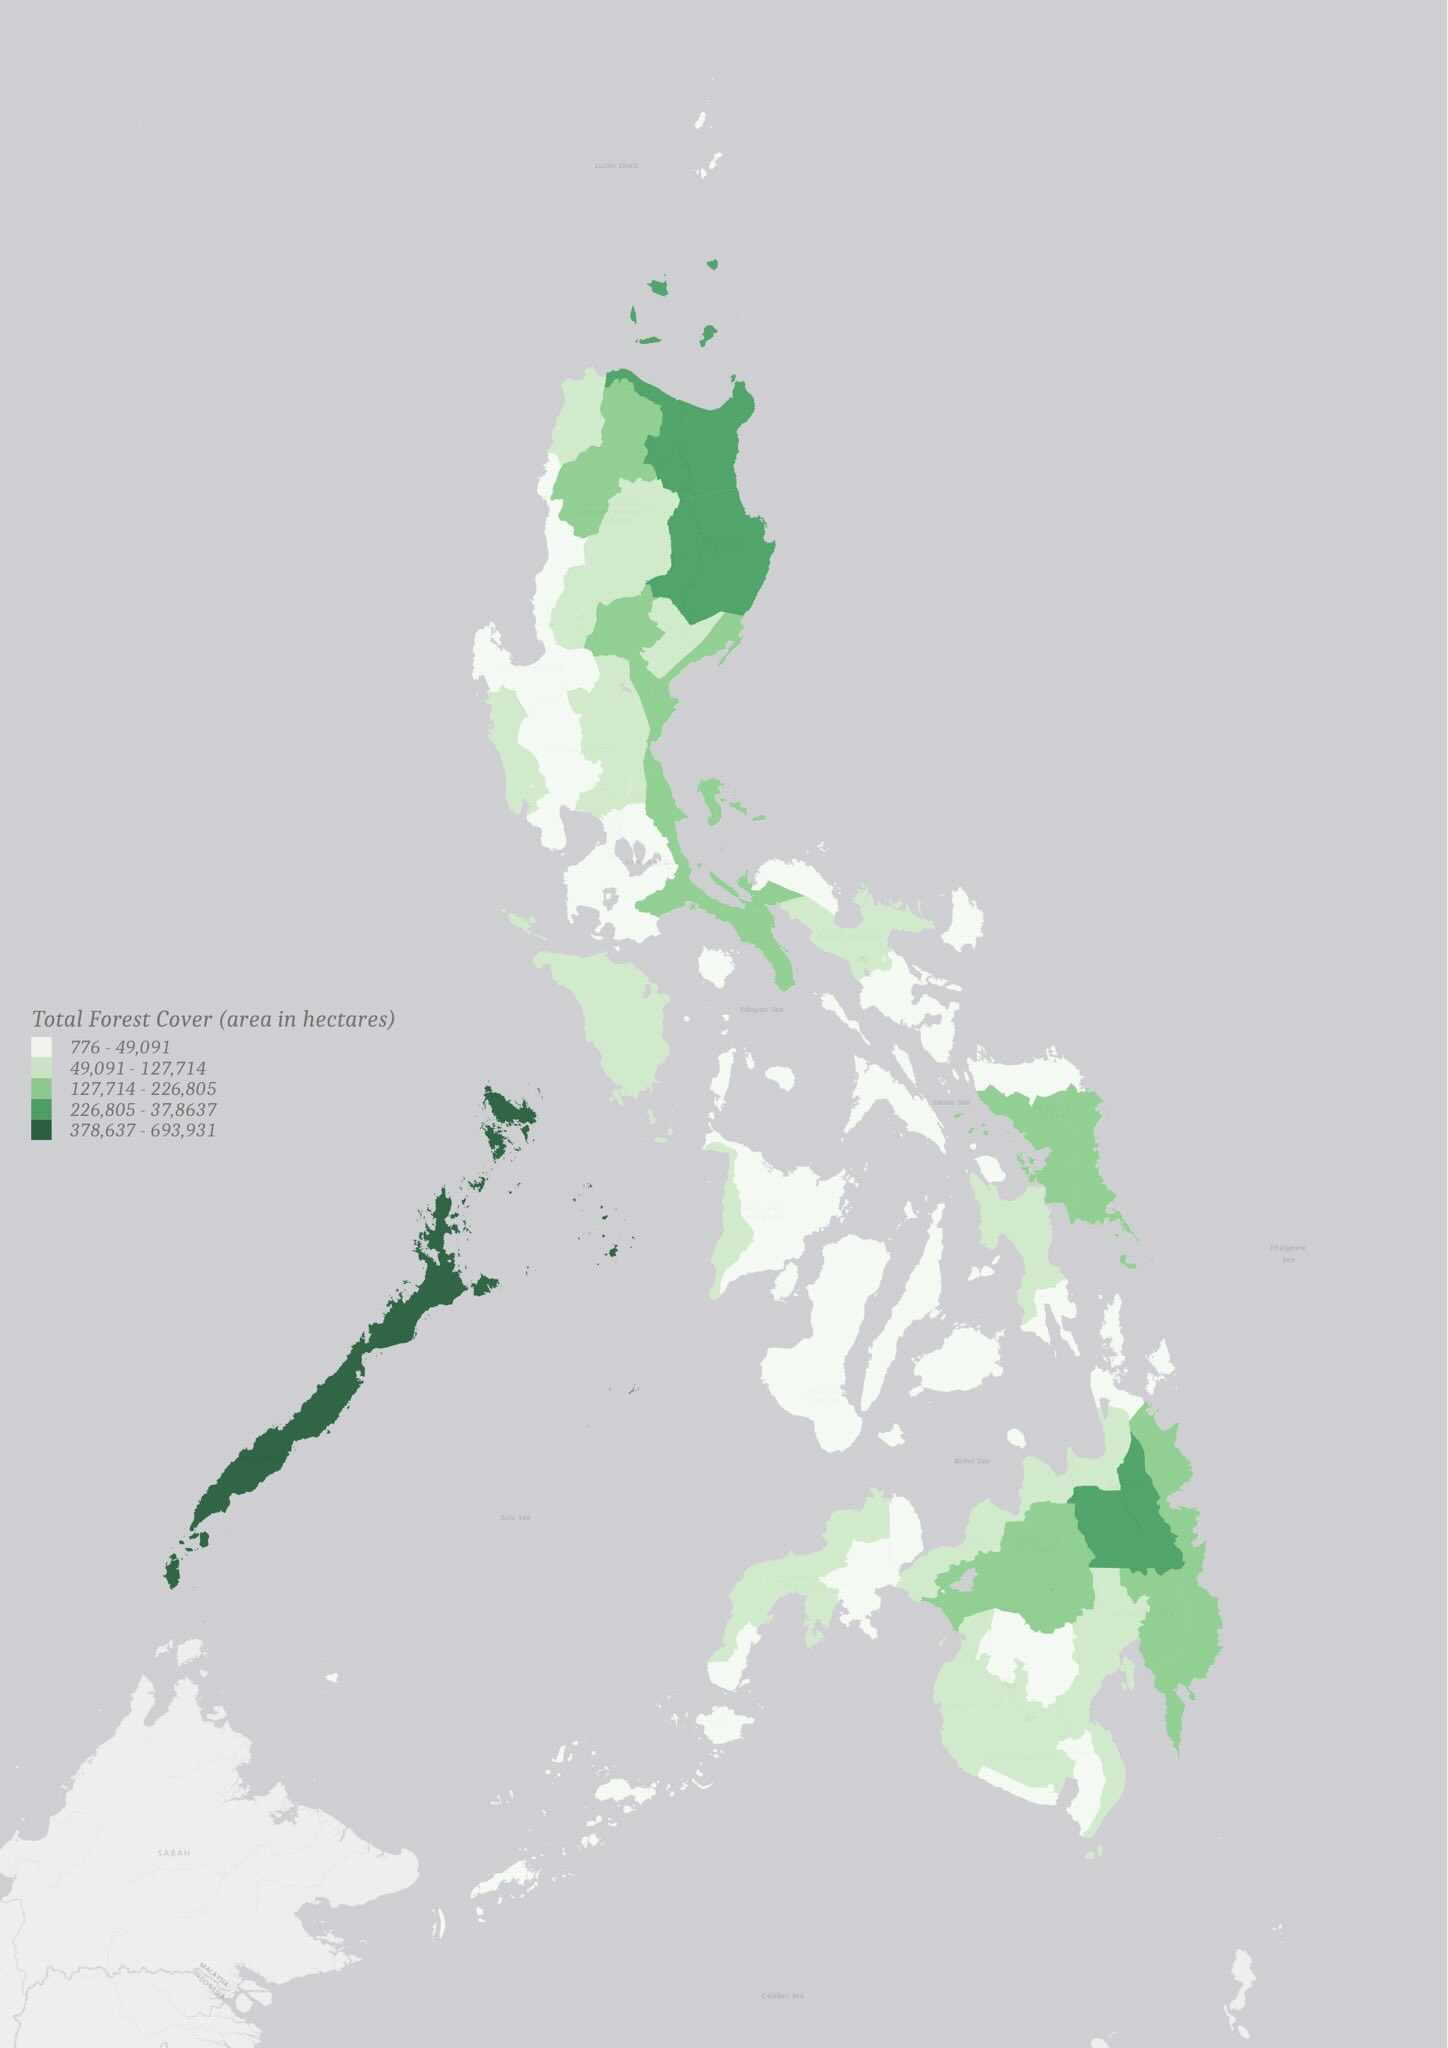 Luzon Strait
Total Forest Cover (area in hectares)
776 - 49,091
49,091 - 127,714
127,714 - 226,805
226,805 - 37,8637
378,637 - 693,931
Sibuyan Sea
Samar Sea
Philippine
Sea
Bohol Sea
Sulu Sea
SABAH
MALAYSIA
INDONESIA
Celebes Sea